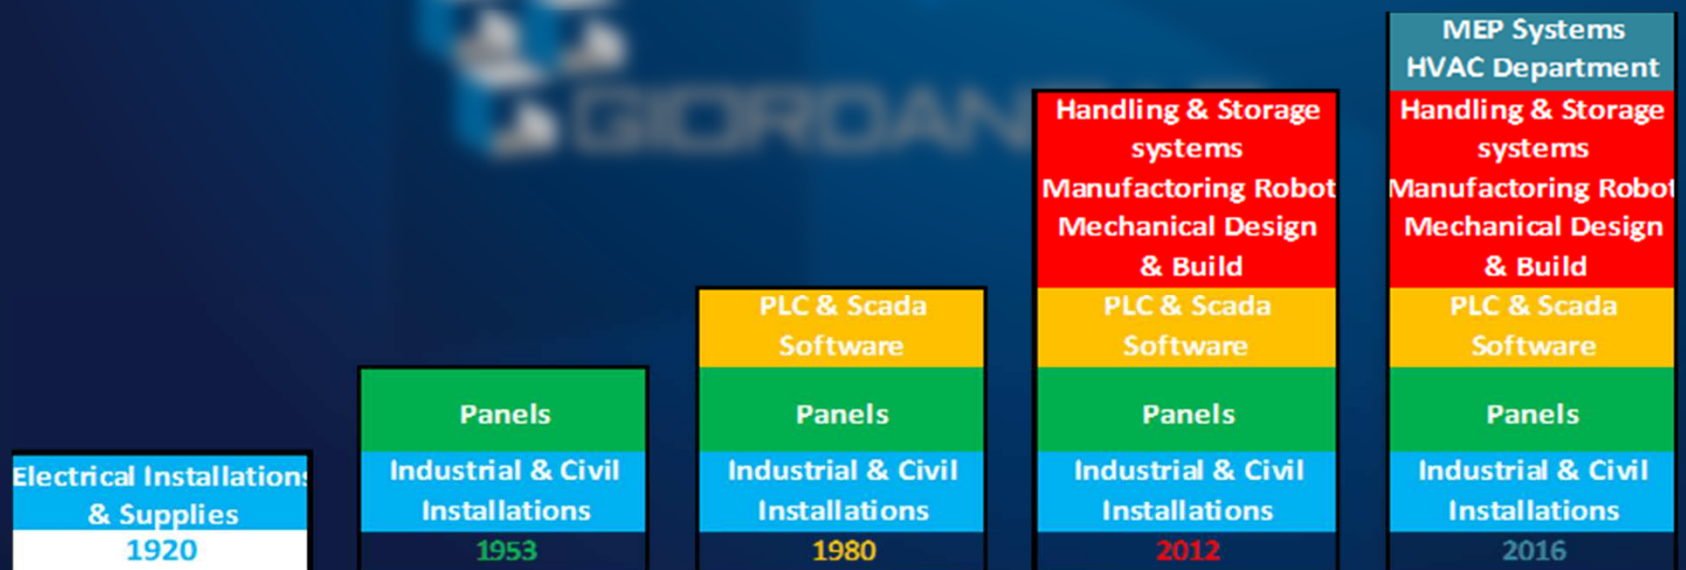 GIORDAN
Electrical Installations
& Supplies
1920
Panels
Industrial & Civil
Installations
1953
PLC & Scada
Software
Panels
Industrial & Civil
Installations
1980
Handling & Storage
systems
Manufactoring Robot
Mechanical Design
& Build
PLC & Scada
Software
Panels
Industrial & Civil
Installations
2012
MEP Systems
HVAC Department
Handling & Storage
systems
Manufactoring Robot
Mechanical Design
& Build
PLC & Scada
Software
Panels
Industrial & Civil
Installations
2016